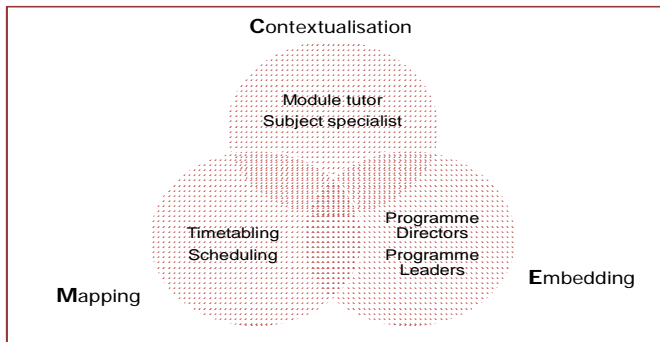 Contextualisation
Module tutor
Subject specialist
Timetabling
Scheduling
Programme
Directors
Programme
Leaders
Mapping
Embedding